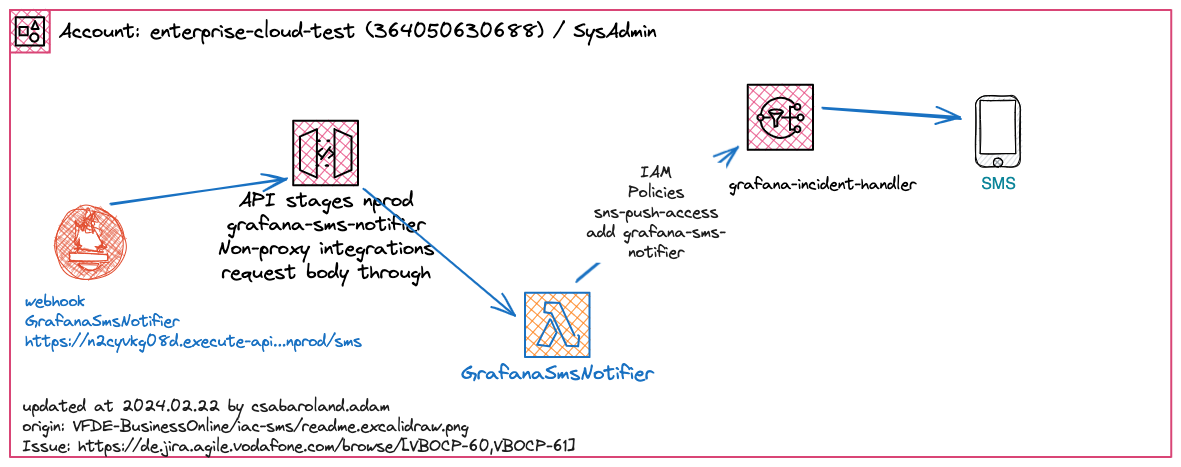 Account: enterprise-cloud-test (364050630688) / SysAdmin
API stages nprod
grafana-sms-notifier
Non-proxy integrations
request body through
webhook
GrafanaSmsNotifier
https://n2cyvkg08d.execute-api...nprod/sms
GrafanaSmsNotifier
IAM
Policies
sns-push-access
add grafana-sms-
notifier
grafana-incident-handler
SMS
updated at 2024.02.22 by csabaroland.adam
origin: VFDE-BusinessOnline/iac-sms/readme.excalidraw.png
Issue: https://de.jira.agile.vodafone.com/browse/[VBOCP-60,VBOCP-61]